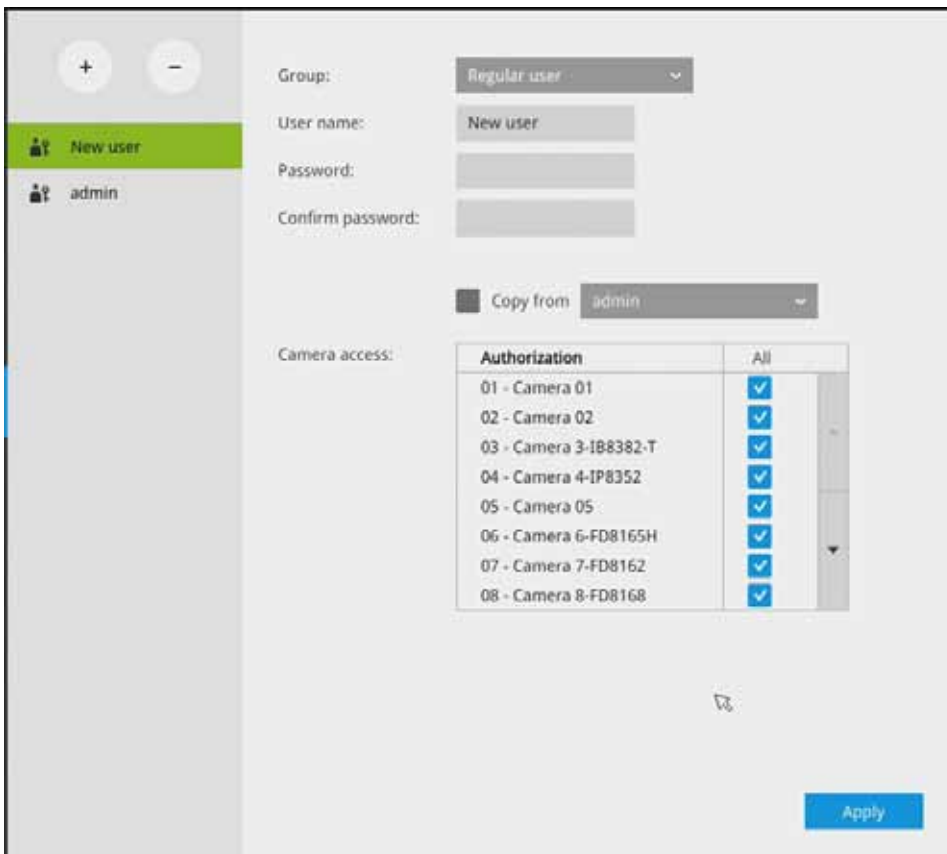 + −
New user
admin
Group: Regular user
User name: New user
Password:
Confirm password:
Copy from admin
Camera access:
Authorization All
01 - Camera 01
02 - Camera 02
03 - Camera 3-IB8382-T
04 - Camera 4-IP8352
05 - Camera 05
06 - Camera 6-FD8165H
07 - Camera 7-FD8162
08 - Camera 8-FD8168
Apply